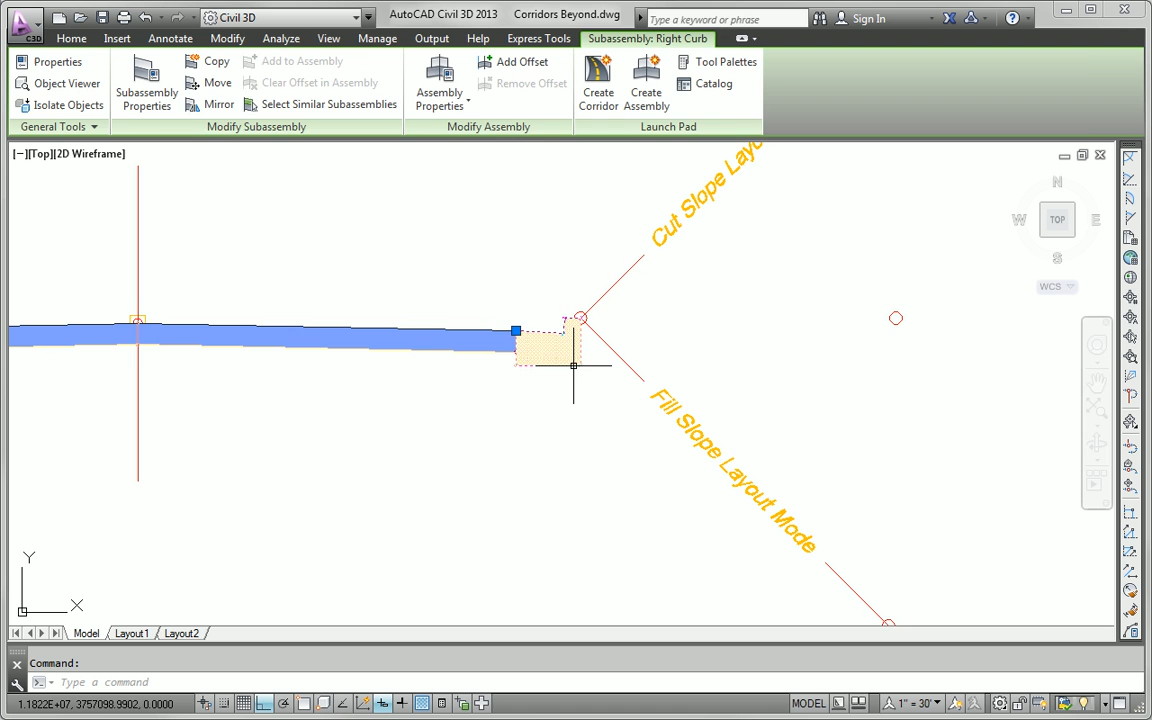 Civil 3D
AutoCAD Civil 3D 2013
Corridors Beyond.dwg
Type a keyword or phrase
Sign In
C3D
Home
Insert
Annotate
Modify
Analyze
View
Manage
Output
Help
Express Tools
Subassembly: Right Curb
Properties
Object Viewer
Isolate Objects
General Tools
Subassembly
Properties
Copy
Move
Mirror
Add to Assembly
Clear Offset in Assembly
Select Similar Subassemblies
Modify Subassembly
Assembly
Properties
Add Offset
Remove Offset
Modify Assembly
Create
Corridor
Create
Assembly
Tool Palettes
Catalog
Launch Pad
[−][Top][2D Wireframe]
N
W
TOP
E
S
WCS
Cut Slope Layou
Fill Slope Layout Mode
Y
X
Model
Layout1
Layout2
Command:
Type a command
1.1822E+07, 3757098.9902, 0.0000
MODEL
1" = 30'